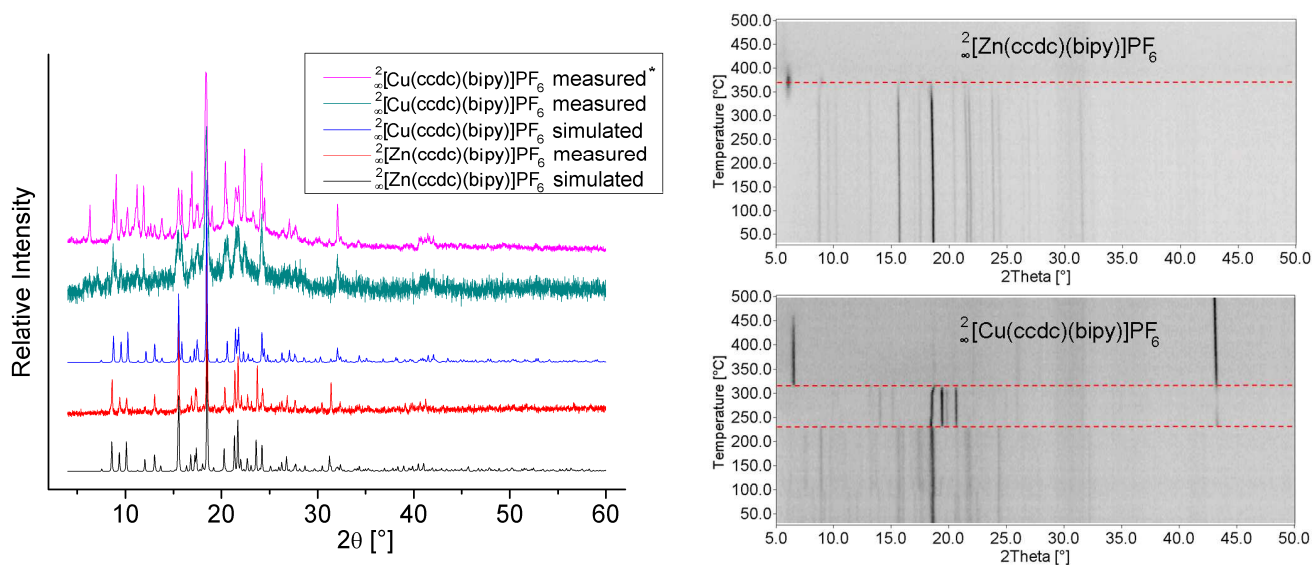 Relative Intensity
²∞[Cu(ccdc)(bipy)]PF₆ measured*
²∞[Cu(ccdc)(bipy)]PF₆ measured
²∞[Cu(ccdc)(bipy)]PF₆ simulated
²∞[Zn(ccdc)(bipy)]PF₆ measured
²∞[Zn(ccdc)(bipy)]PF₆ simulated
10 20 30 40 50 60
2θ [°]
²∞[Zn(ccdc)(bipy)]PF₆
Temperature [°C]
500.0
450.0
400.0
350.0
300.0
250.0
200.0
150.0
100.0
50.0
5.0 10.0 15.0 20.0 25.0 30.0 35.0 40.0 45.0 50.0
2Theta [°]
²∞[Cu(ccdc)(bipy)]PF₆
Temperature [°C]
500.0
450.0
400.0
350.0
300.0
250.0
200.0
150.0
100.0
50.0
5.0 10.0 15.0 20.0 25.0 30.0 35.0 40.0 45.0 50.0
2Theta [°]